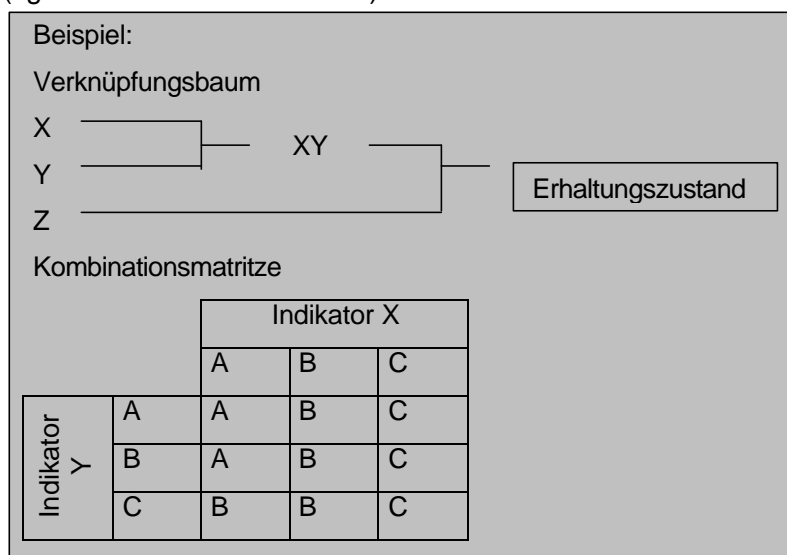 Beispiel:
Verknüpfungsbaum
X
XY
Y
Erhaltungszustand
Z
Kombinationsmatritze
Indikator X
A B C
Indikator Y
A A B C
B A B C
C B B C